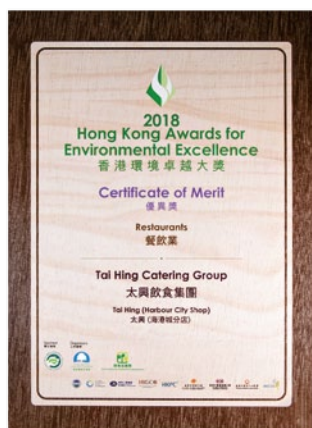 2018
Hong Kong Awards for
Environmental Excellence
香港環境卓越大獎
Certificate of Merit
優異獎
Restaurants
餐飲業
Tai Hing Catering Group
太興飲食集團
Tai Hing (Harbour City Shop)
太興 (海港城分店)